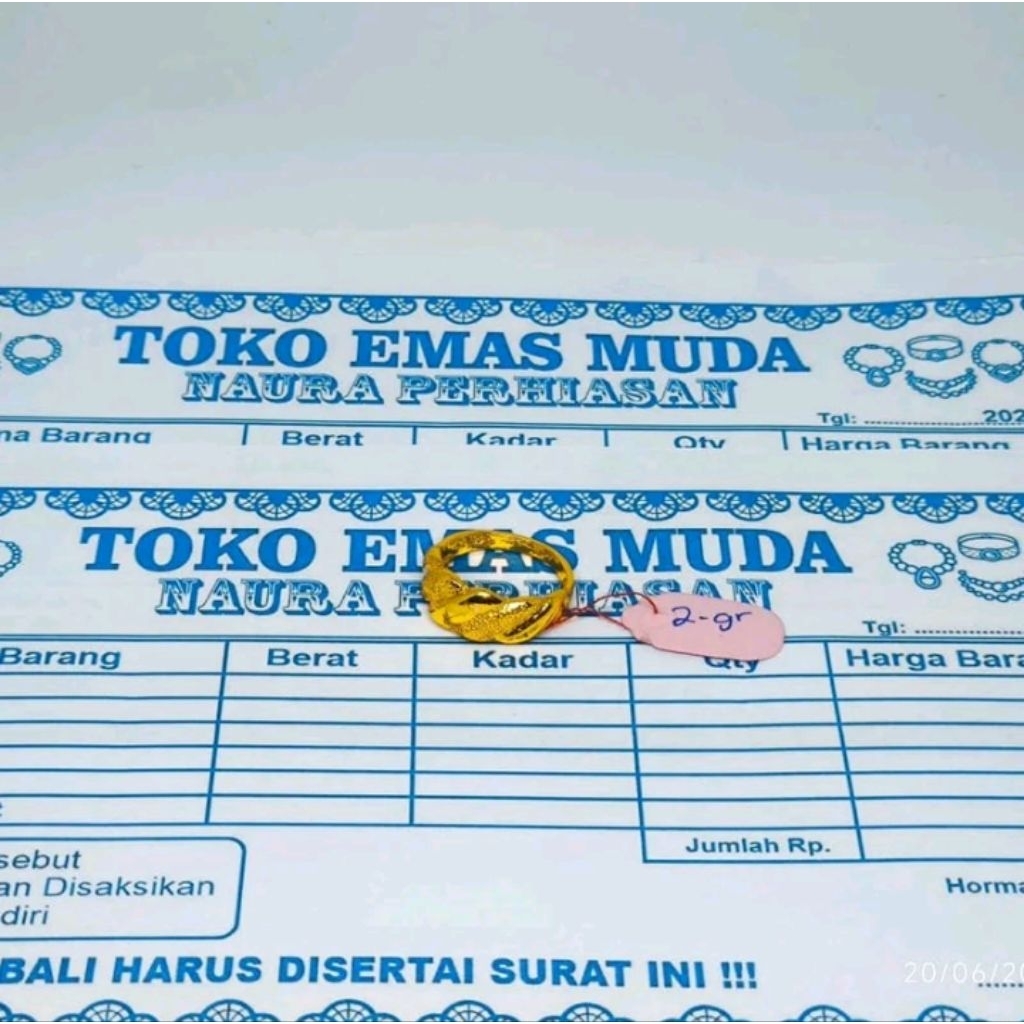 TOKO EMAS MUDA
NAURA PERHIASAN
Tgl: ................ 202
na Barang Berat Kadar Qty Harga Barang
TOKO EMAS MUDA
NAURA PERHIASAN
2-gr
Tgl: ................
Barang Berat Kadar Qty Harga Bara
Jumlah Rp.
sebut
an Disaksikan
diri
Horma
BALI HARUS DISERTAI SURAT INI !!!
20/06/20